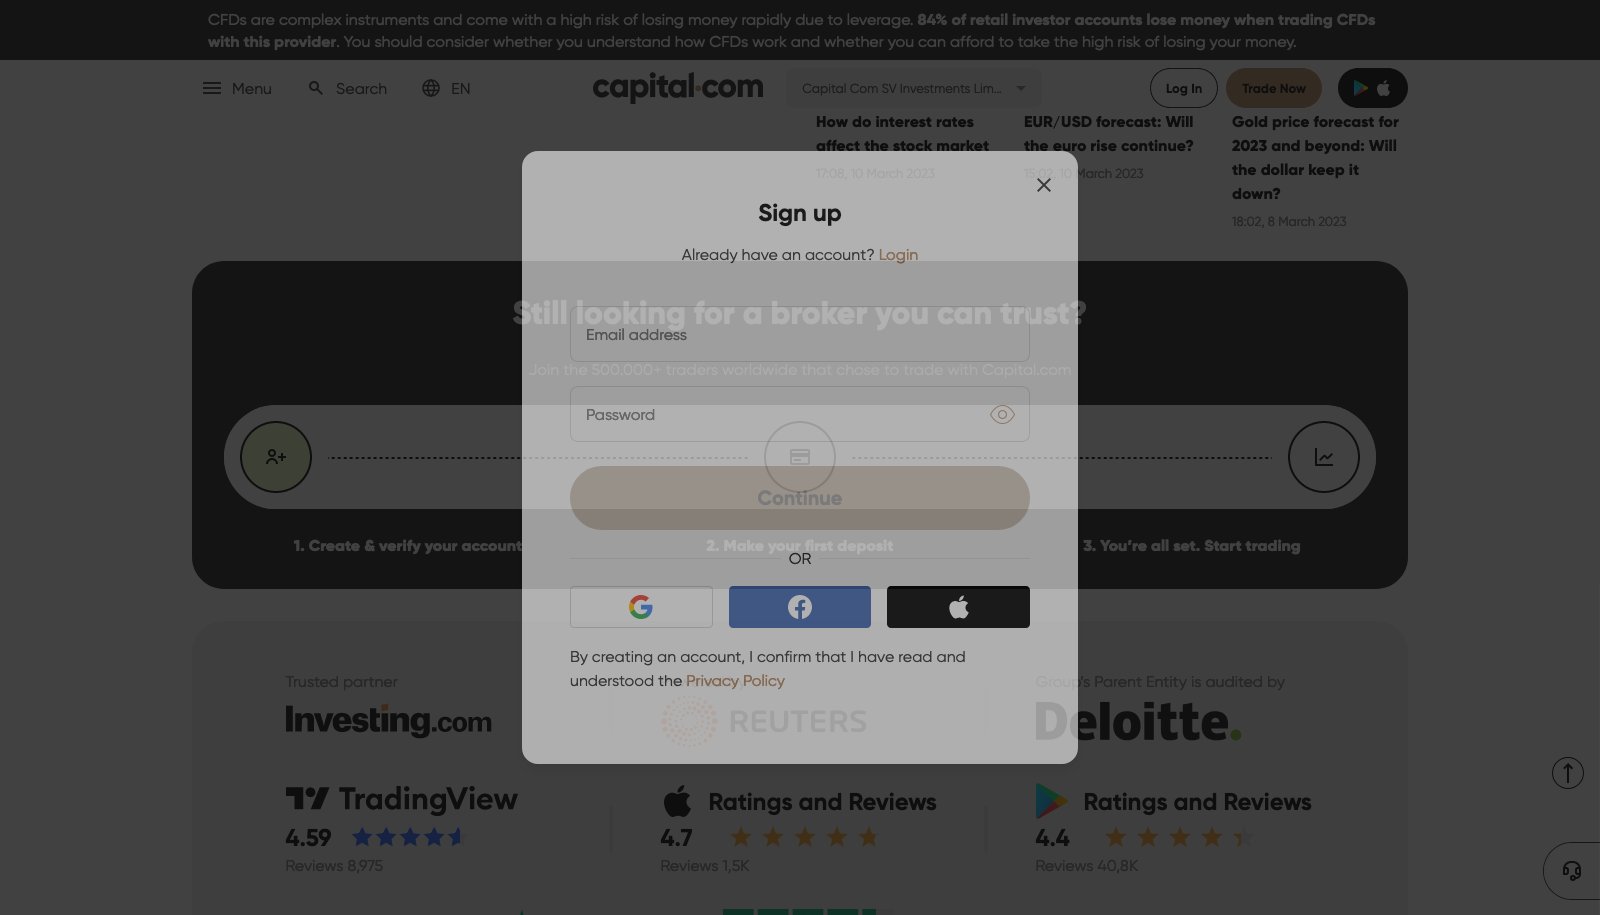 CFDs are complex instruments and come with a high risk of losing money rapidly due to leverage. 84% of retail investor accounts lose money when trading CFDs
with this provider. You should consider whether you understand how CFDs work and whether you can afford to take the high risk of losing your money.
Menu
Search
EN
capital.com
Capital Com SV Investments Lim...
Log In
Trade Now
How do interest rates
affect the stock market
17:08, 10 March 2023
EUR/USD forecast: Will
the euro rise continue?
15:02, 10 March 2023
Gold price forecast for
2023 and beyond: Will
the dollar keep it
down?
18:02, 8 March 2023
Sign up
Already have an account? Login
Still looking for a broker you can trust?
Email address
Join the 500.000+ traders worldwide that chose to trade with Capital.com
Password
Continue
1. Create & verify your account
2. Make your first deposit
3. You're all set. Start trading
OR
By creating an account, I confirm that I have read and
understood the Privacy Policy
Trusted partner
Investing.com
REUTERS
Group's Parent Entity is audited by
Deloitte.
TradingView
4.59
Reviews 8,975
Ratings and Reviews
4.7
Reviews 1,5K
Ratings and Reviews
4.4
Reviews 40,8K